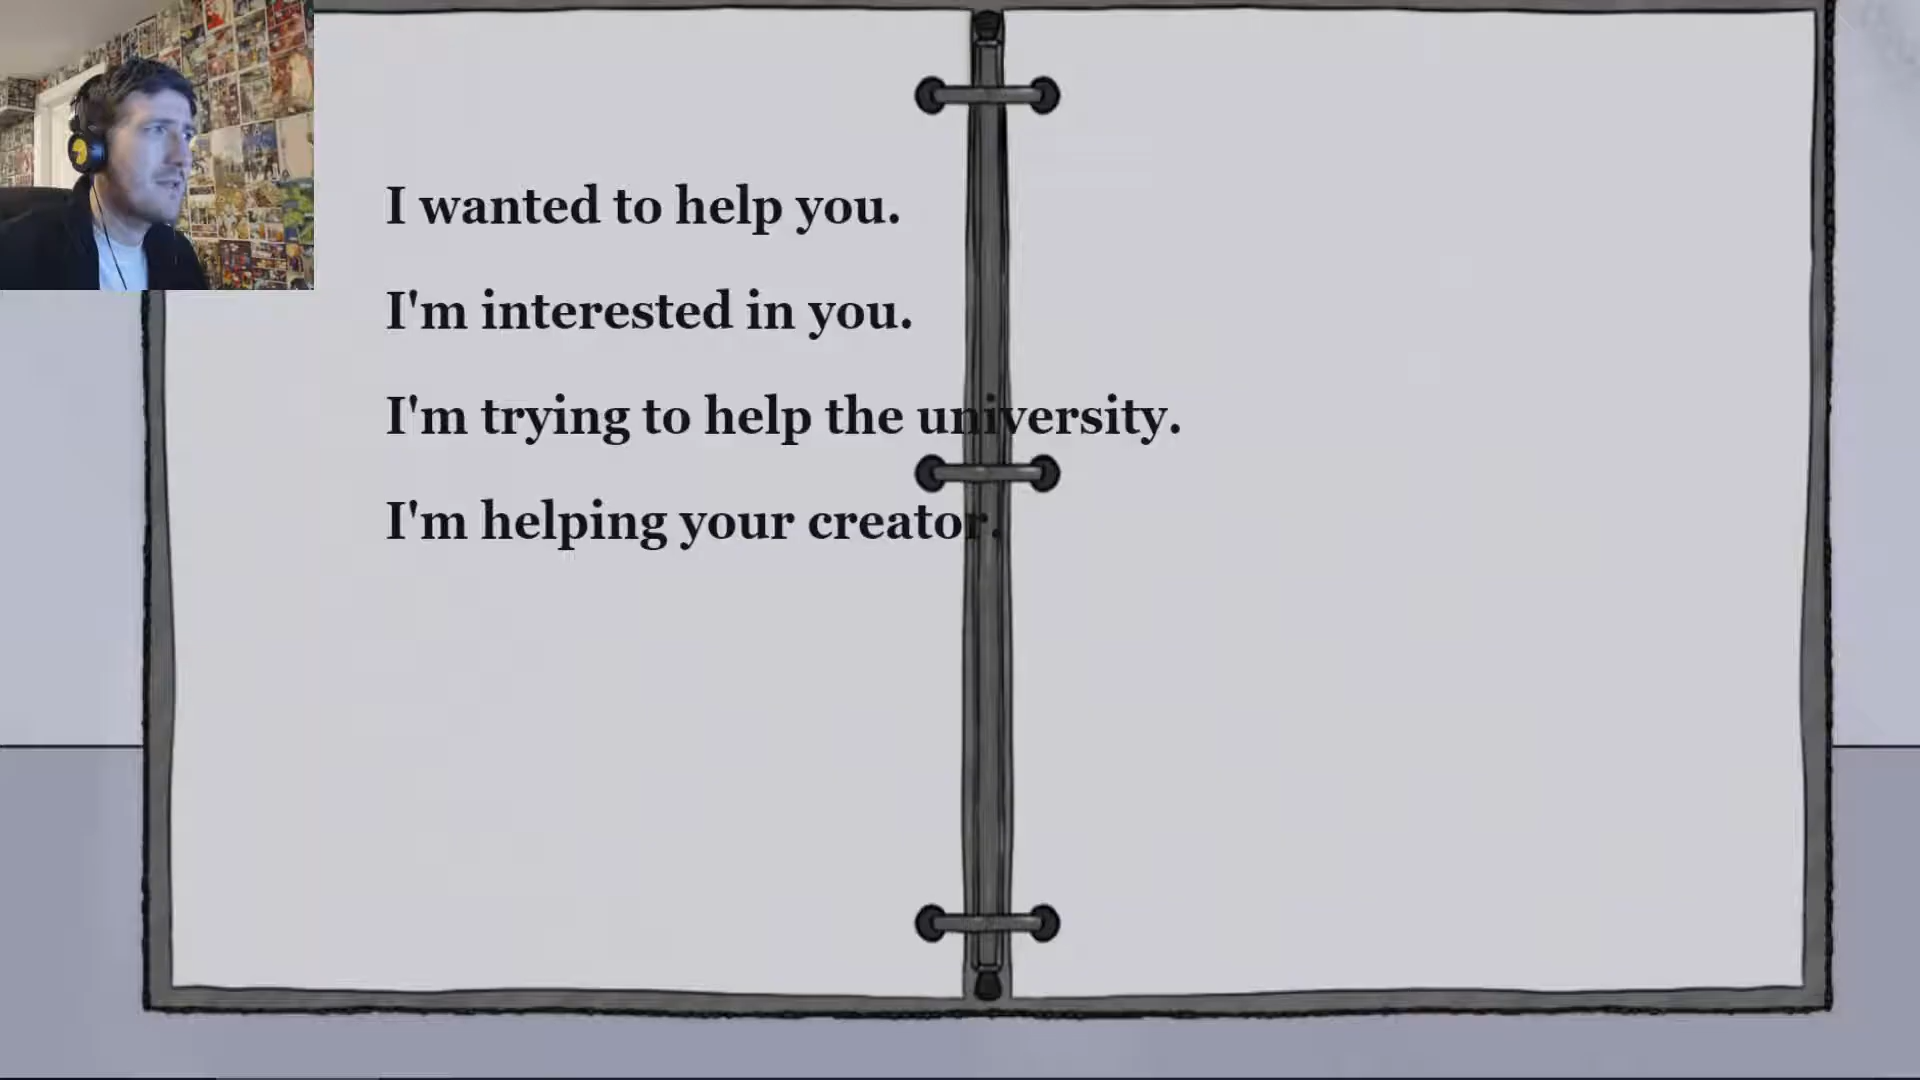 I wanted to help you.
I'm interested in you.
I'm trying to help the university.
I'm helping your creator.